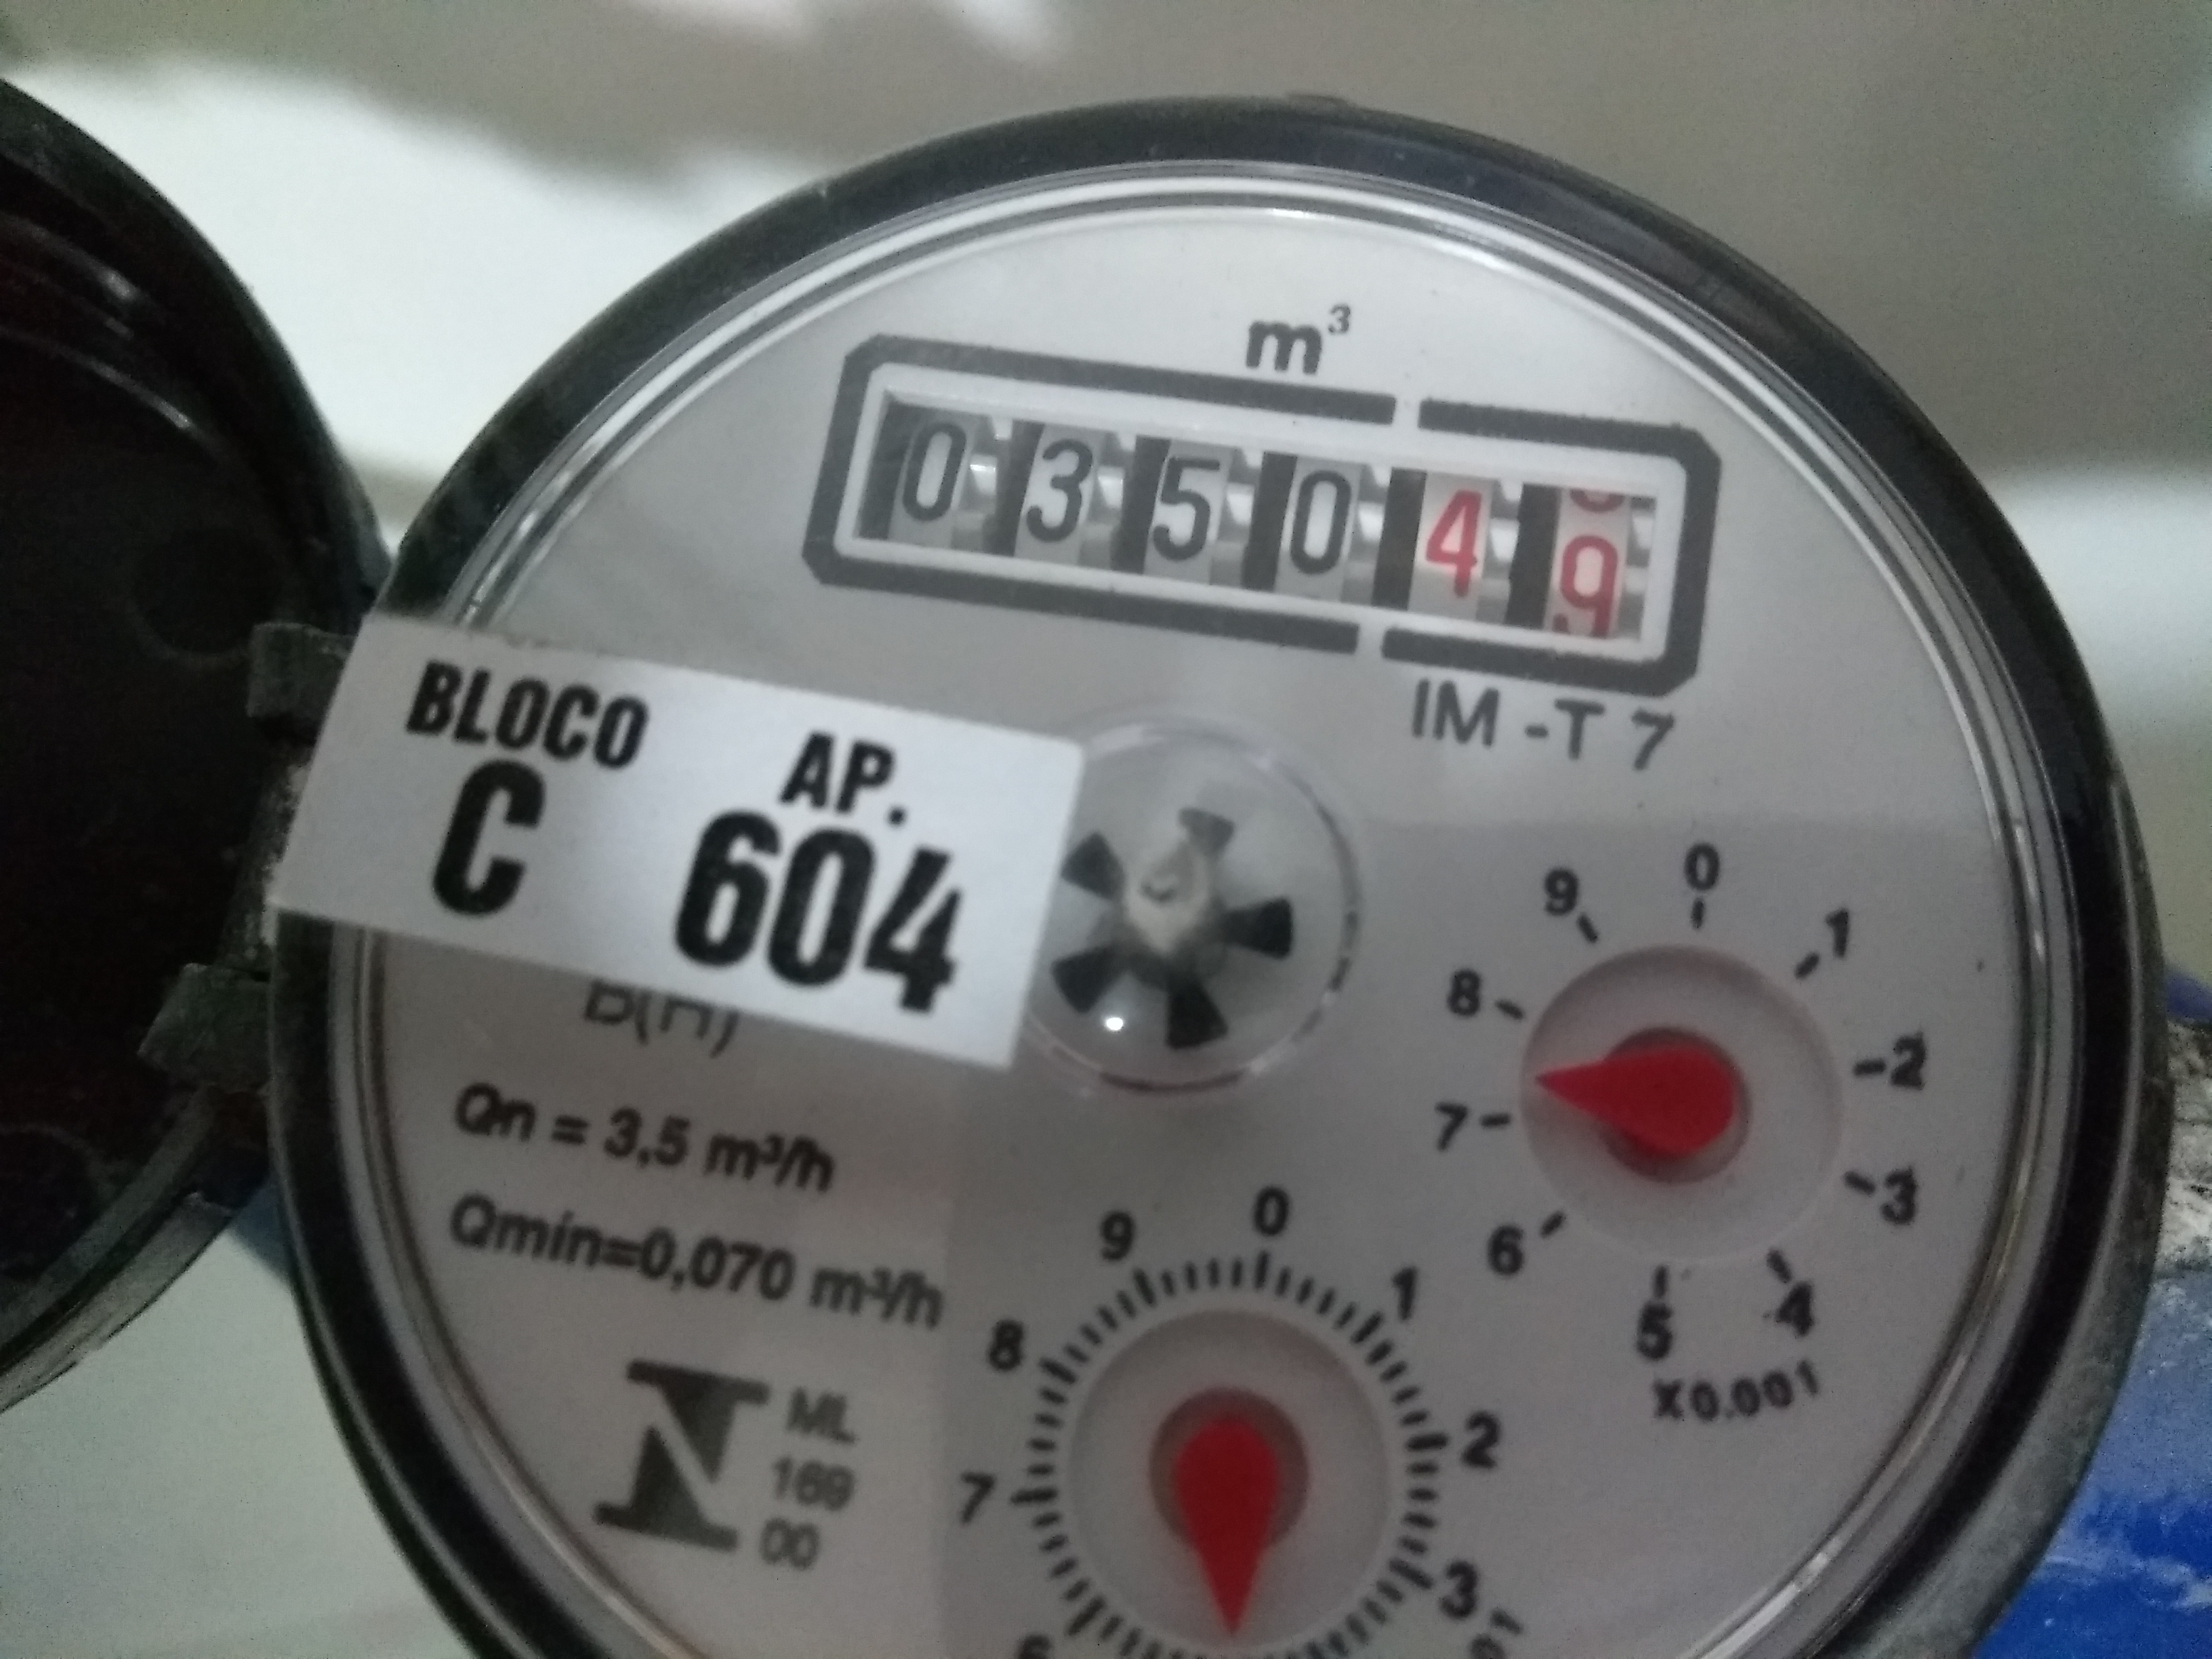 m³
0 3 5 0 4 9
IM -T 7
BLOCO AP.
C 604
B(H)
Qn = 3,5 m³/h
Qmín=0,070 m³/h
N ML
169
00
0 1 2 3 4 5 6 7 8 9
X0.001
0 1 2 3 7 8 9